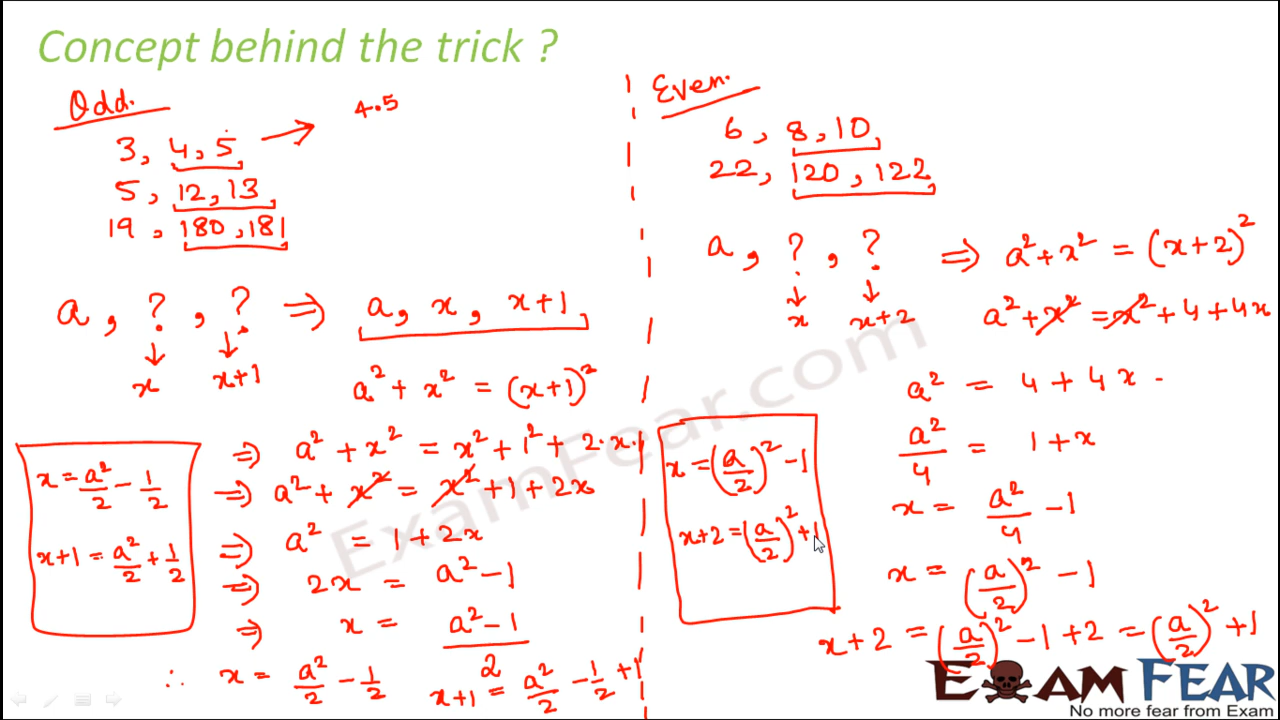 Concept behind the trick ?
Odd.
4.5
3, 4, 5
5, 12, 13
19, 180, 181
a, ?, ? ⇒ a, x, x+1
↓ ↓
x x+1
a² + x² = (x+1)²
⇒ a² + x² = x² + 1² + 2·x·1
⇒ a² + x² = x² + 1 + 2x
⇒ a² = 1 + 2x
⇒ 2x = a² - 1
⇒ x = (a² - 1)/2
∴ x = a²/2 - 1/2
x+1 = a²/2 - 1/2 + 1
x = a²/2 - 1/2
x+1 = a²/2 + 1/2
Even.
6, 8, 10
22, 120, 122
a, ?, ? ⇒ a² + x² = (x+2)²
↓ ↓
x x+2
a² + x² = x² + 4 + 4x
a² = 4 + 4x -
a²/4 = 1 + x
x = a²/4 - 1
x = (a/2)² - 1
x+2 = (a/2)² - 1 + 2 = (a/2)² + 1
x = (a/2)² - 1
x+2 = (a/2)² + 1
ExamFear.com
EXAM FEAR
No more fear from Exam